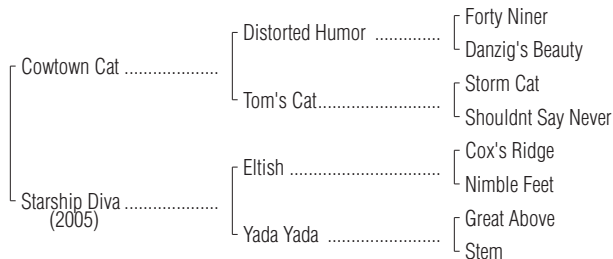 Forty Niner
Distorted Humor ..............
Danzig's Beauty
Cowtown Cat .................
Storm Cat
Tom's Cat......................
Shouldnt Say Never
Cox's Ridge
Eltish ...........................
Nimble Feet
Starship Diva .................
(2005)
Great Above
Yada Yada ....................
Stem